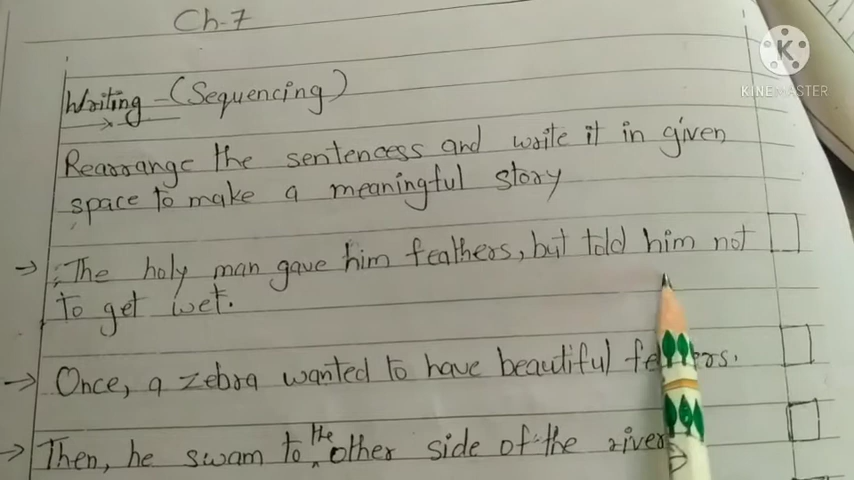 Ch-7
K
KINEMASTER
Writing - (Sequencing)
Rearrange the sentencess and write it in given
space to make a meaningful story
→ The holy man gave him feathers, but told him not
to get wet.
→ Once, a zebra wanted to have beautiful
→ Then, he swam to the other side of the river